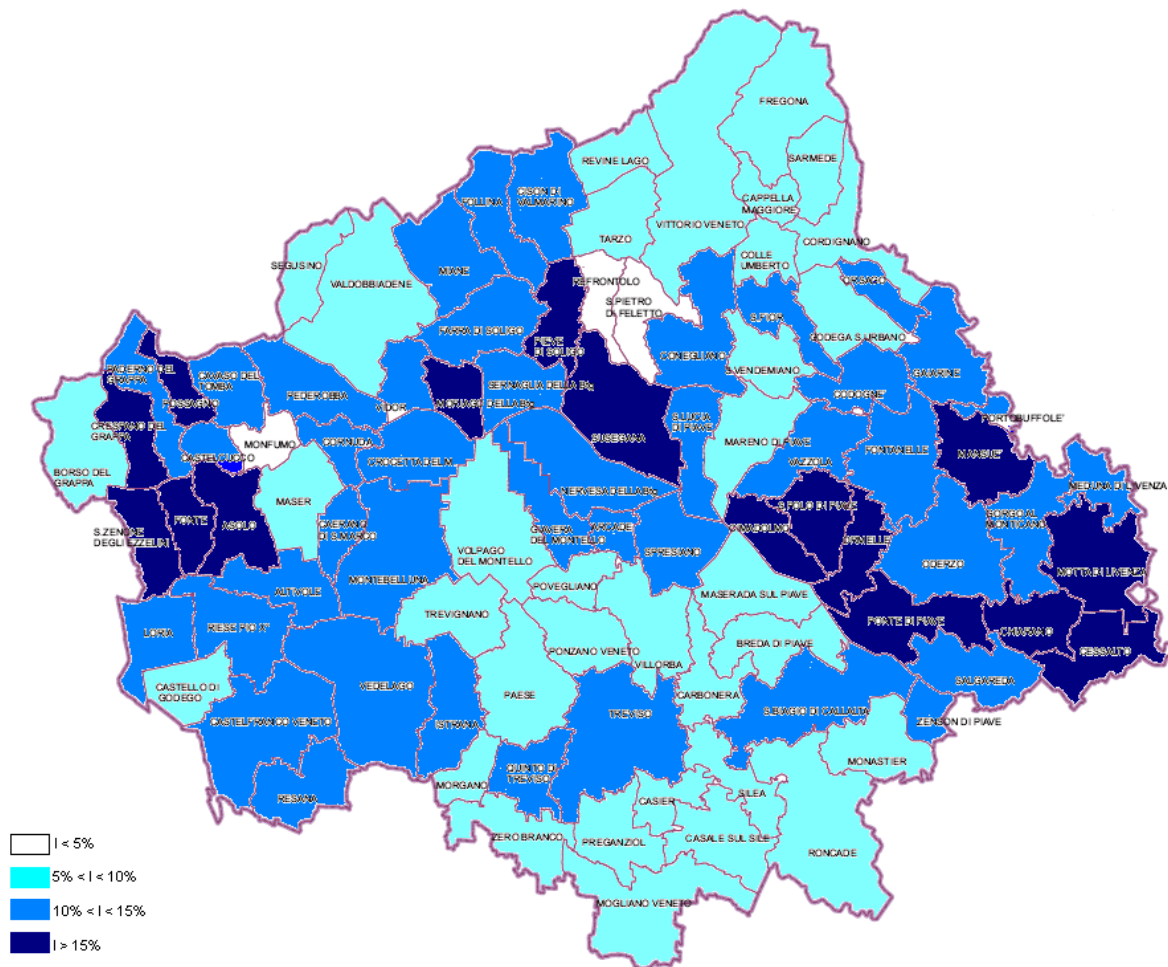 FREGONA
REVINE LAGO
SARMEDE
CISON DI
VALMARINO
FOLLINA
CAPPELLA
MAGGIORE
VITTORIO VENETO
TARZO
CORDIGNANO
COLLE
UMBERTO
SEGUSINO
MIANE
VALDOBBIADENE
REFRONTOLO
ORSAGO
S.PIETRO
DI FELETTO
S.FIOR
FARRA DI SOLIGO
GODEGA S.URBANO
PIEVE
DI SOLIGO
CONEGLIANO
GAIARINE
PADERNO DEL
GRAPPA
CAVASO DEL
TOMBA
S.VENDEMIANO
CODOGNE'
SERNAGLIA DELLA Btg
FEDEROBBA
MORIAGO DELLA Btg
POSSAGNO
VIDOR
PORTOBUFFOLE'
CRESPANO DEL
GRAPPA
S.LUCIA
DI PIAVE
SUSEGANA
MONFUMO
CORNUDA
MARENO DI PIAVE
FONTANELLE
MANSUE'
CASTELCUCCO
CROCETTA DEL M.
VAZZOLA
BORSO DEL
GRAPPA
MEDUNA DI LIVENZA
NERVESA DELLA Btg
MASER
S.POLO DI PIAVE
BORGO AL
MONTICANO
FONTE
ASOLO
CAERANO
DI S.MARCO
GIAVERA
DEL MONTELLO
ARCADE
CIMADOLMO
S.ZENONE
DEGLI EZZELINI
ORMELLE
SPRESIANO
VOLPAGO
DEL MONTELLO
ODERZO
MOTTA DI LIVENZA
MONTEBELLUNA
POVEGLIANO
ALTIVOLE
MASERADA SUL PIAVE
TREVIGNANO
PONTE DI PIAVE
RIESE PIO X°
LORIA
CHIARANO
BREDA DI PIAVE
PONZANO VENETO
CESSALTO
VILLORBA
SALGAREDA
VEDELAGO
CASTELLO DI
GODEGO
PAESE
CARBONERA
S.BIAGIO DI CALLALTA
TREVISO
CASTELFRANCO VENETO
ISTRANA
ZENSON DI PIAVE
MONASTIER
QUINTO DI
TREVISO
MORGANO
SILEA
RESANA
CASIER
ZERO BRANCO
PREGANZIOL
CASALE SUL SILE
RONCADE
MOGLIANO VENETO
I < 5%
5% < I < 10%
10% < I < 15%
I > 15%